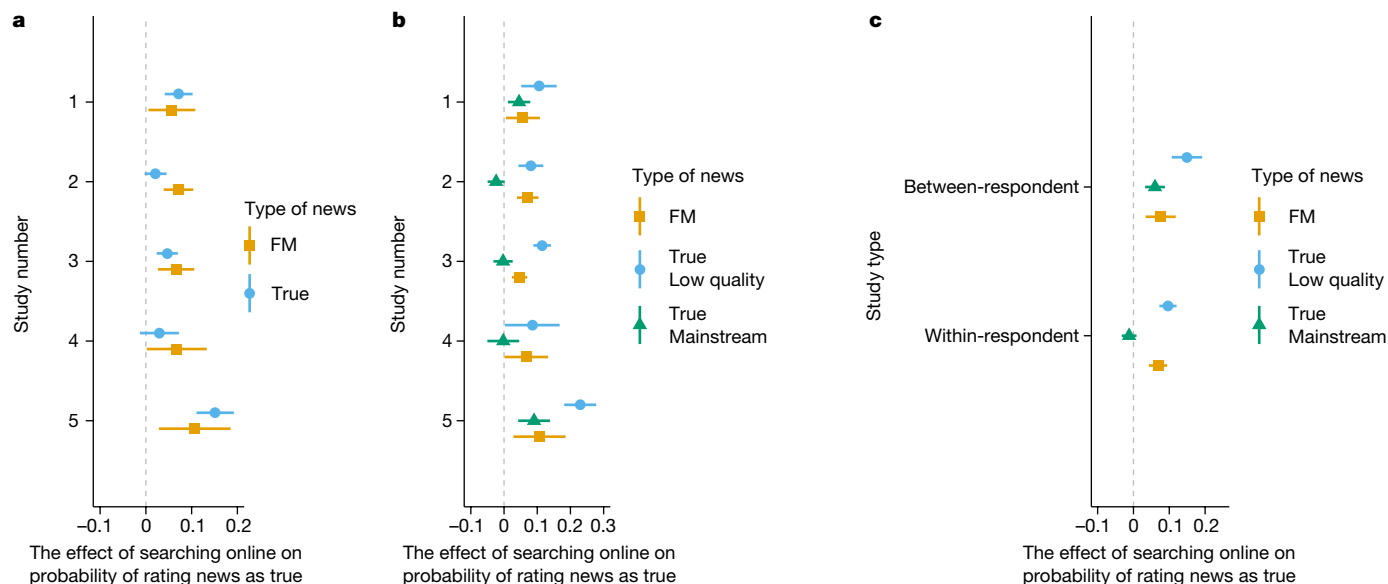 a
Study number
1
2
3
4
5
Type of news
FM
True
−0.1
0
0.1
0.2
The effect of searching online on
probability of rating news as true
b
Study number
1
2
3
4
5
Type of news
FM
True
Low quality
True
Mainstream
−0.1
0
0.1
0.2
0.3
The effect of searching online on
probability of rating news as true
c
Study type
Between-respondent
Within-respondent
Type of news
FM
True
Low quality
True
Mainstream
−0.1
0
0.1
0.2
The effect of searching online on
probability of rating news as true